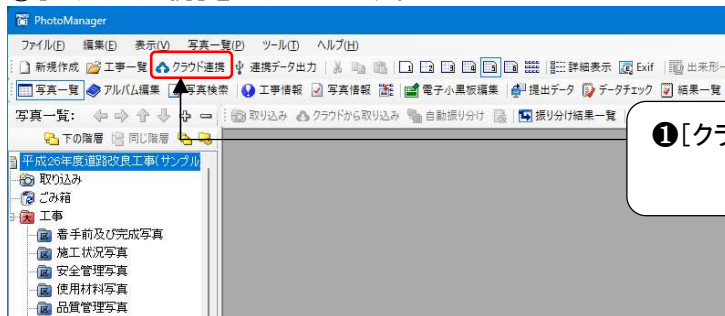 PhotoManager
ファイル(F) 編集(E) 表示(V) 写真一覧(P) ツール(T) ヘルプ(H)
新規作成 工事一覧 クラウド連携 連携データ出力 1 2 3 4 5 6 詳細表示 Exif 出来形
写真一覧 アルバム編集 写真検索 工事情報 写真情報 電子小黒板編集 提出データ データチェック 結果一覧
写真一覧: 取り込み クラウドから取り込み 自動振り分け 振り分け結果一覧
下の階層 同じ階層
❶[クラ
平成26年度道路改良工事(サンプル
取り込み
ごみ箱
工事
着手前及び完成写真
施工状況写真
安全管理写真
使用材料写真
品質管理写真